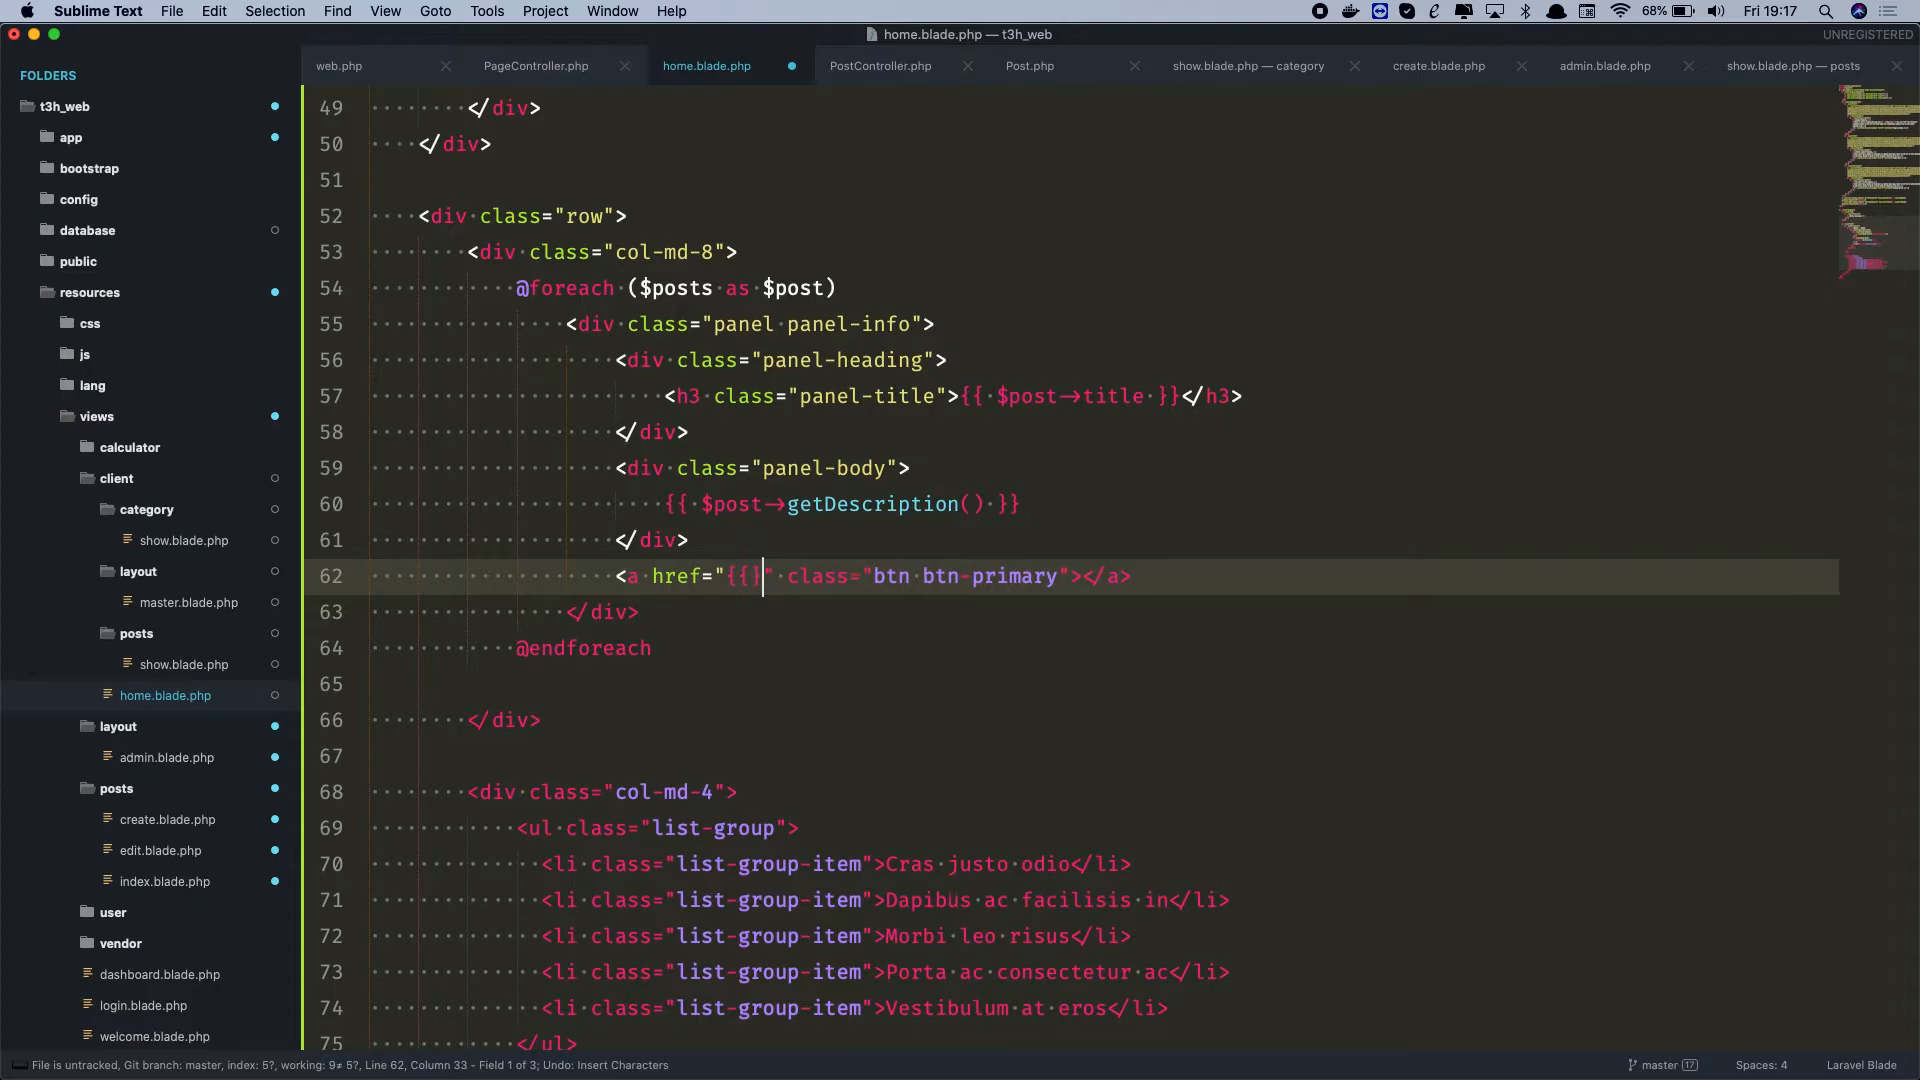 Sublime Text File Edit Selection Find View Goto Tools Project Window Help 68% Fri 19:17
home.blade.php — t3h_web UNREGISTERED
FOLDERS
t3h_web
app
bootstrap
config
database
public
resources
css
js
lang
views
calculator
client
category
show.blade.php
layout
master.blade.php
posts
show.blade.php
home.blade.php
layout
admin.blade.php
posts
create.blade.php
edit.blade.php
index.blade.php
user
vendor
dashboard.blade.php
login.blade.php
welcome.blade.php
web.php PageController.php home.blade.php PostController.php Post.php show.blade.php — category create.blade.php admin.blade.php show.blade.php — posts
49 </div>
50 </div>
51
52 <div class="row">
53 <div class="col-md-8">
54 @foreach ($posts as $post)
55 <div class="panel panel-info">
56 <div class="panel-heading">
57 <h3 class="panel-title">{{ $post->title }}</h3>
58 </div>
59 <div class="panel-body">
60 {{ $post->getDescription() }}
61 </div>
62 <a href="{{}" class="btn btn-primary"></a>
63 </div>
64 @endforeach
65
66 </div>
67
68 <div class="col-md-4">
69 <ul class="list-group">
70 <li class="list-group-item">Cras justo odio</li>
71 <li class="list-group-item">Dapibus ac facilisis in</li>
72 <li class="list-group-item">Morbi leo risus</li>
73 <li class="list-group-item">Porta ac consectetur ac</li>
74 <li class="list-group-item">Vestibulum at eros</li>
75 </ul>
File is untracked, Git branch: master, index: 5?, working: 9≠ 5?, Line 62, Column 33 - Field 1 of 3; Undo: Insert Characters master 17 Spaces: 4 Laravel Blade